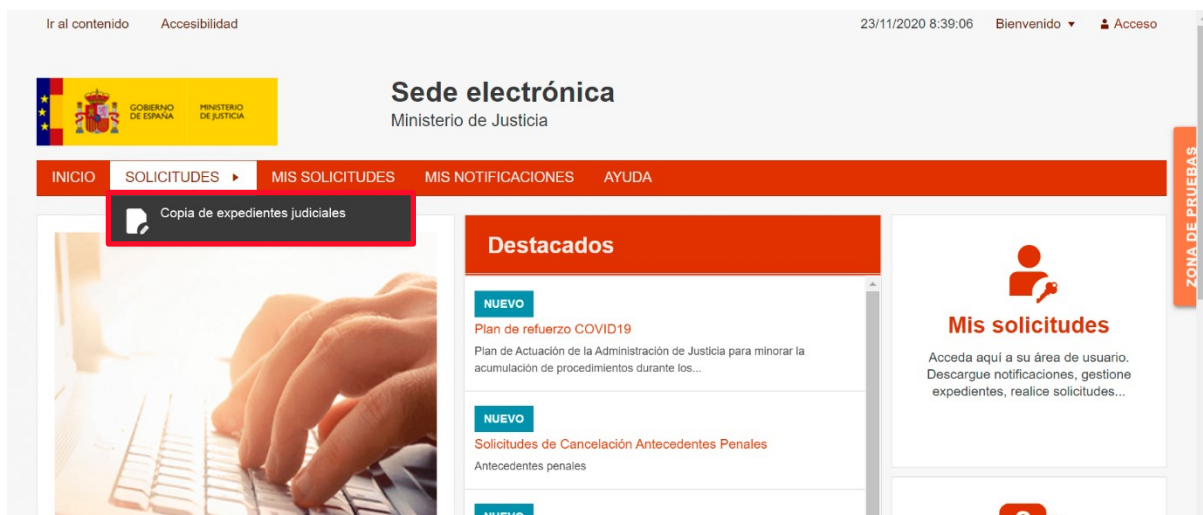 Ir al contenido Accesibilidad 23/11/2020 8:39:06 Bienvenido Acceso
GOBIERNO DE ESPAÑA
MINISTERIO DE JUSTICIA
Sede electrónica
Ministerio de Justicia
INICIO SOLICITUDES MIS SOLICITUDES MIS NOTIFICACIONES AYUDA
Copia de expedientes judiciales
Destacados
NUEVO
Plan de refuerzo COVID19
Plan de Actuación de la Administración de Justicia para minorar la
acumulación de procedimientos durante los...
NUEVO
Solicitudes de Cancelación Antecedentes Penales
Antecedentes penales
NUEVO
Mis solicitudes
Acceda aquí a su área de usuario.
Descargue notificaciones, gestione
expedientes, realice solicitudes...
ZONA DE PRUEBAS